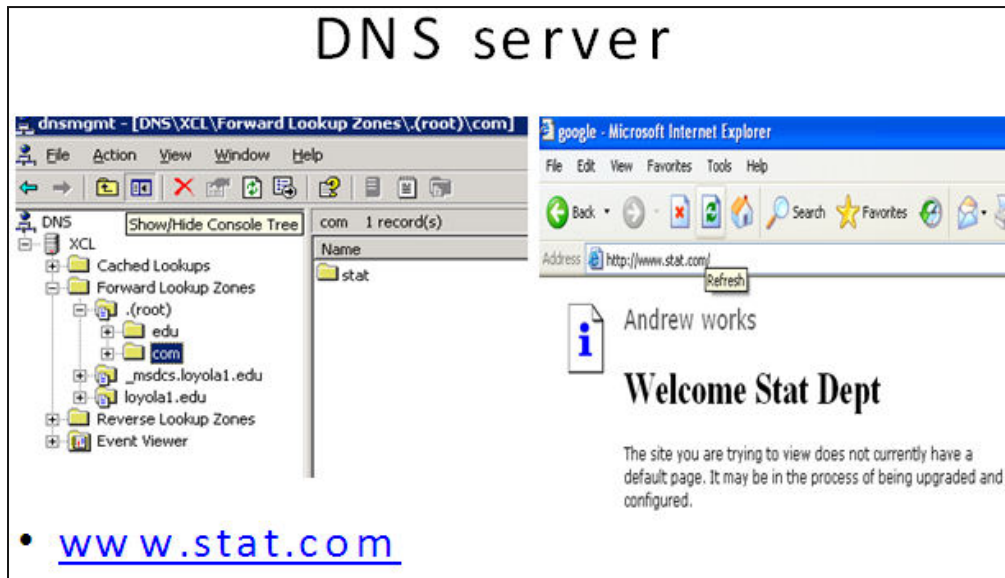 DNS server
dnsmgmt - [DNS\XCL\Forward Lookup Zones\.(root)\com]
File Action View Window Help
DNS
Show/Hide Console Tree
XCL
Cached Lookups
Forward Lookup Zones
.(root)
edu
com
_msdcs.loyola1.edu
loyola1.edu
Reverse Lookup Zones
Event Viewer
com 1 record(s)
Name
stat
google - Microsoft Internet Explorer
File Edit View Favorites Tools Help
Back Search Favorites
Address http://www.stat.com/
Refresh
Andrew works
Welcome Stat Dept
The site you are trying to view does not currently have a
default page. It may be in the process of being upgraded and
configured.
• www.stat.com